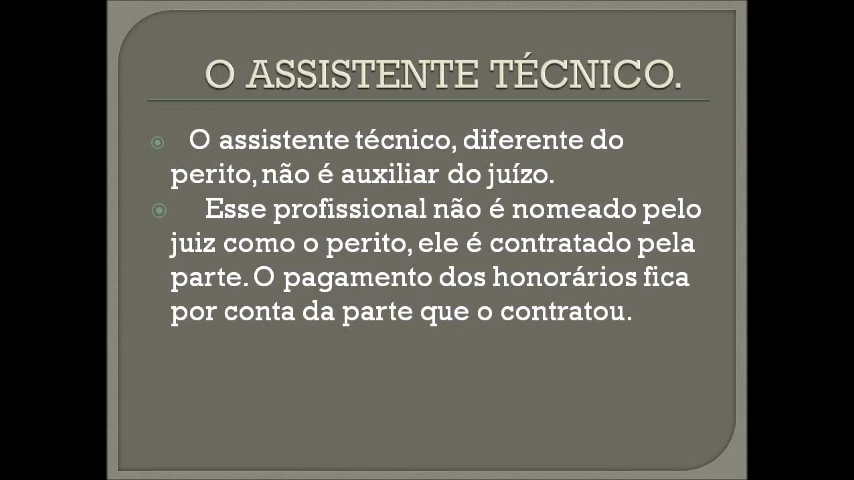 O ASSISTENTE TÉCNICO.
O assistente técnico, diferente do
perito, não é auxiliar do juízo.
Esse profissional não é nomeado pelo
juiz como o perito, ele é contratado pela
parte. O pagamento dos honorários fica
por conta da parte que o contratou.